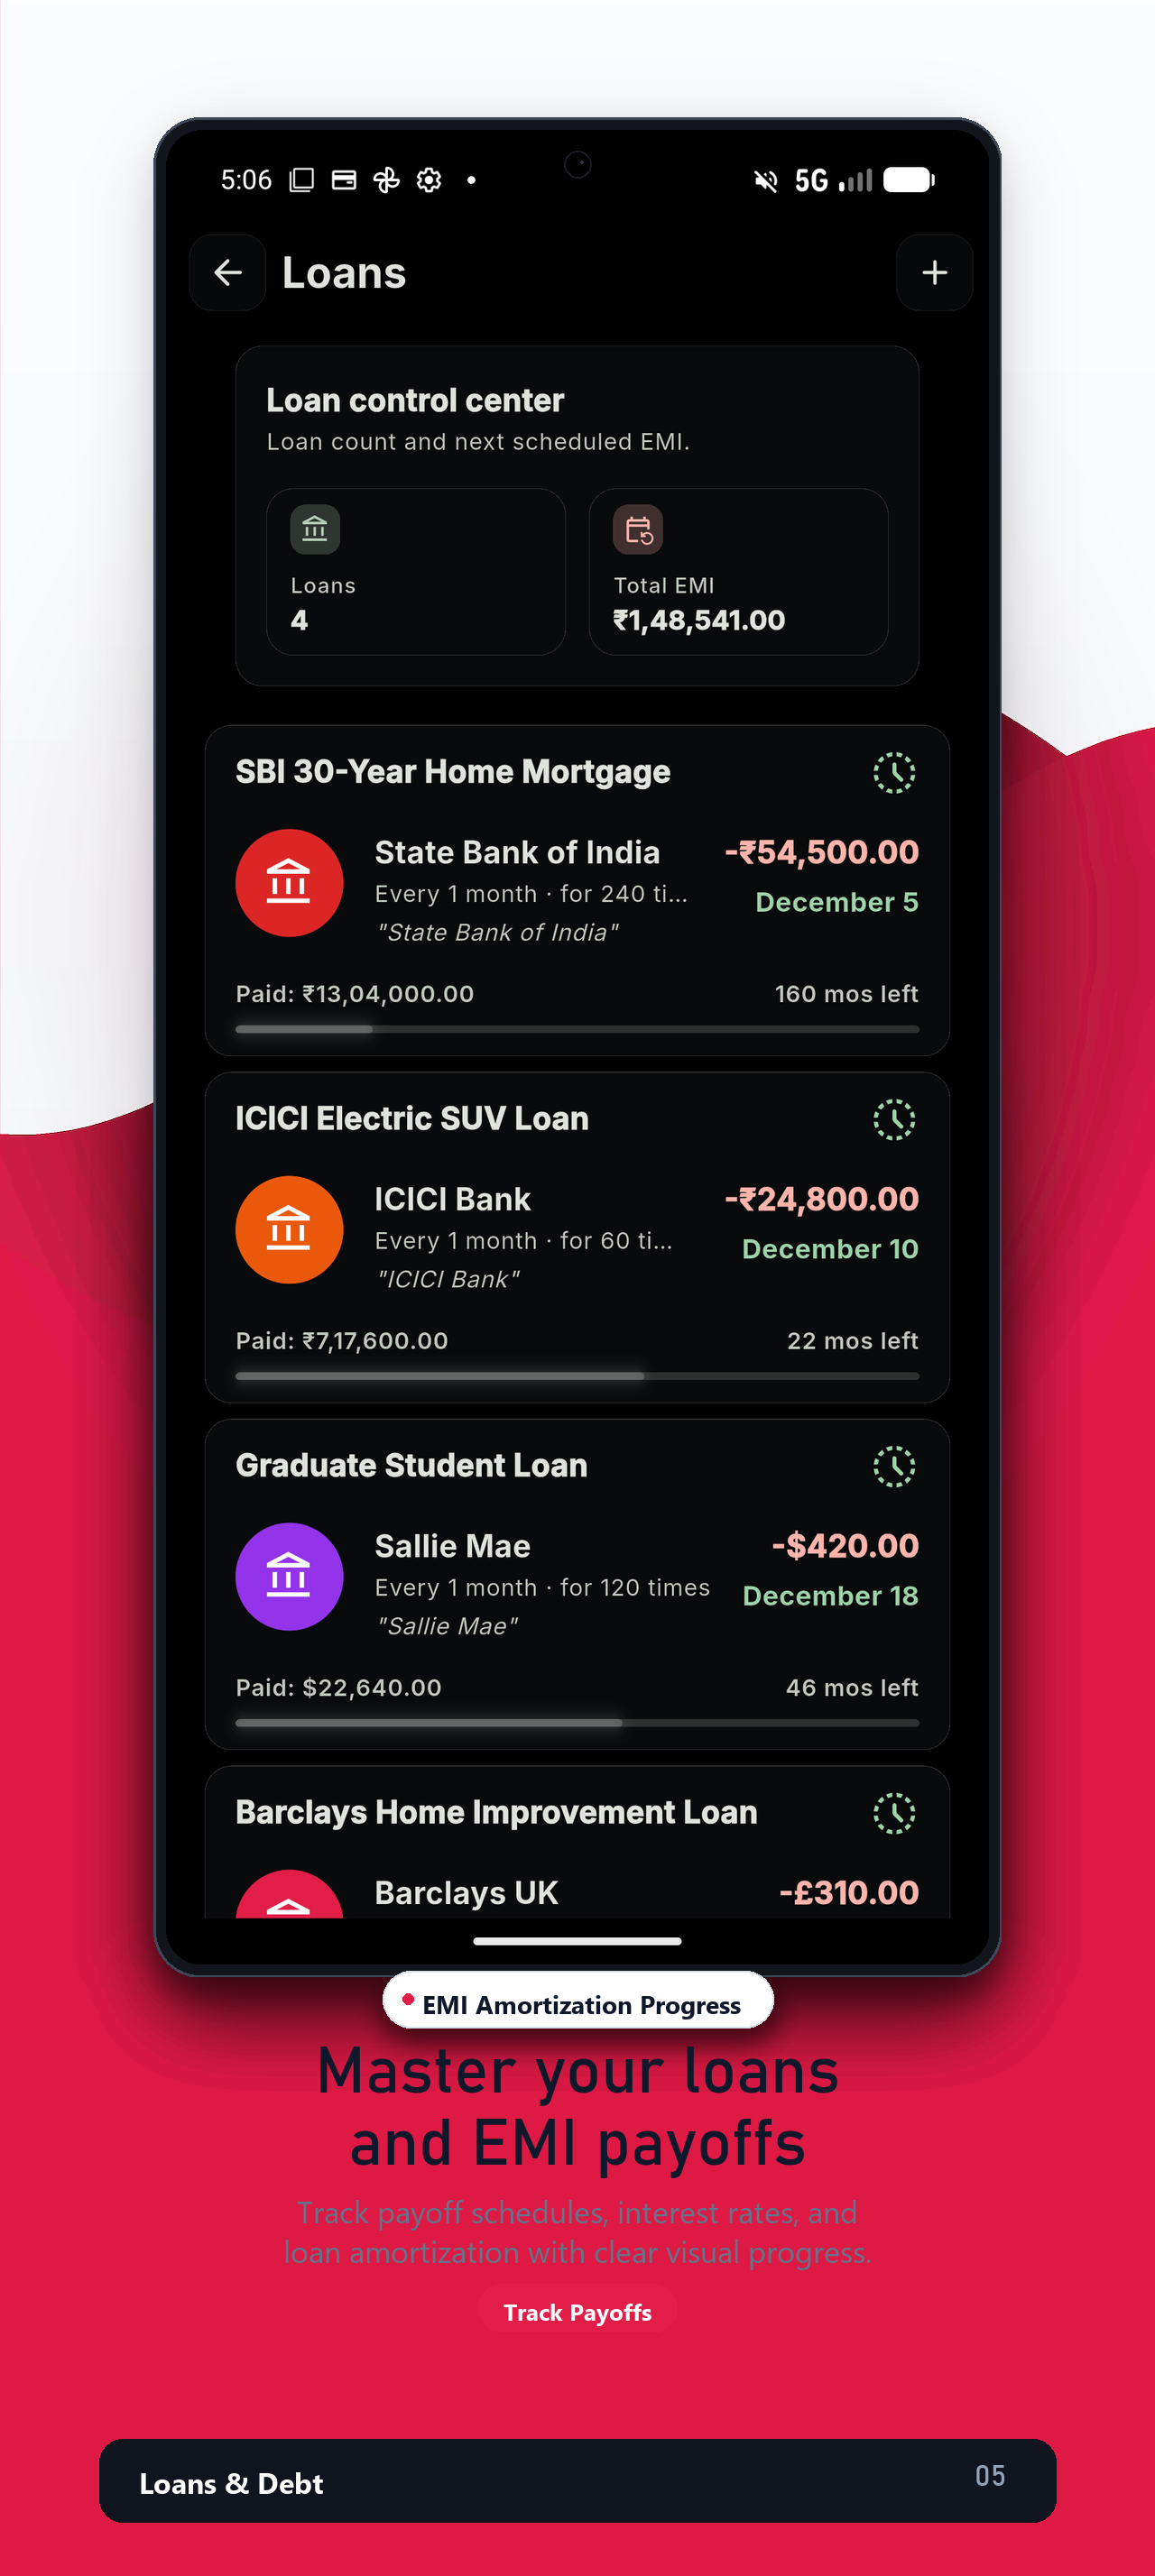 5:06 5G
Loans
Loan control center
Loan count and next scheduled EMI.
Loans
4
Total EMI
₹1,48,541.00
SBI 30-Year Home Mortgage
State Bank of India -₹54,500.00
Every 1 month · for 240 ti... December 5
"State Bank of India"
Paid: ₹13,04,000.00 160 mos left
ICICI Electric SUV Loan
ICICI Bank -₹24,800.00
Every 1 month · for 60 ti... December 10
"ICICI Bank"
Paid: ₹7,17,600.00 22 mos left
Graduate Student Loan
Sallie Mae -$420.00
Every 1 month · for 120 times December 18
"Sallie Mae"
Paid: $22,640.00 46 mos left
Barclays Home Improvement Loan
Barclays UK -£310.00
EMI Amortization Progress
Master your loans
and EMI payoffs
Track payoff schedules, interest rates, and
loan amortization with clear visual progress.
Track Payoffs
Loans & Debt 05